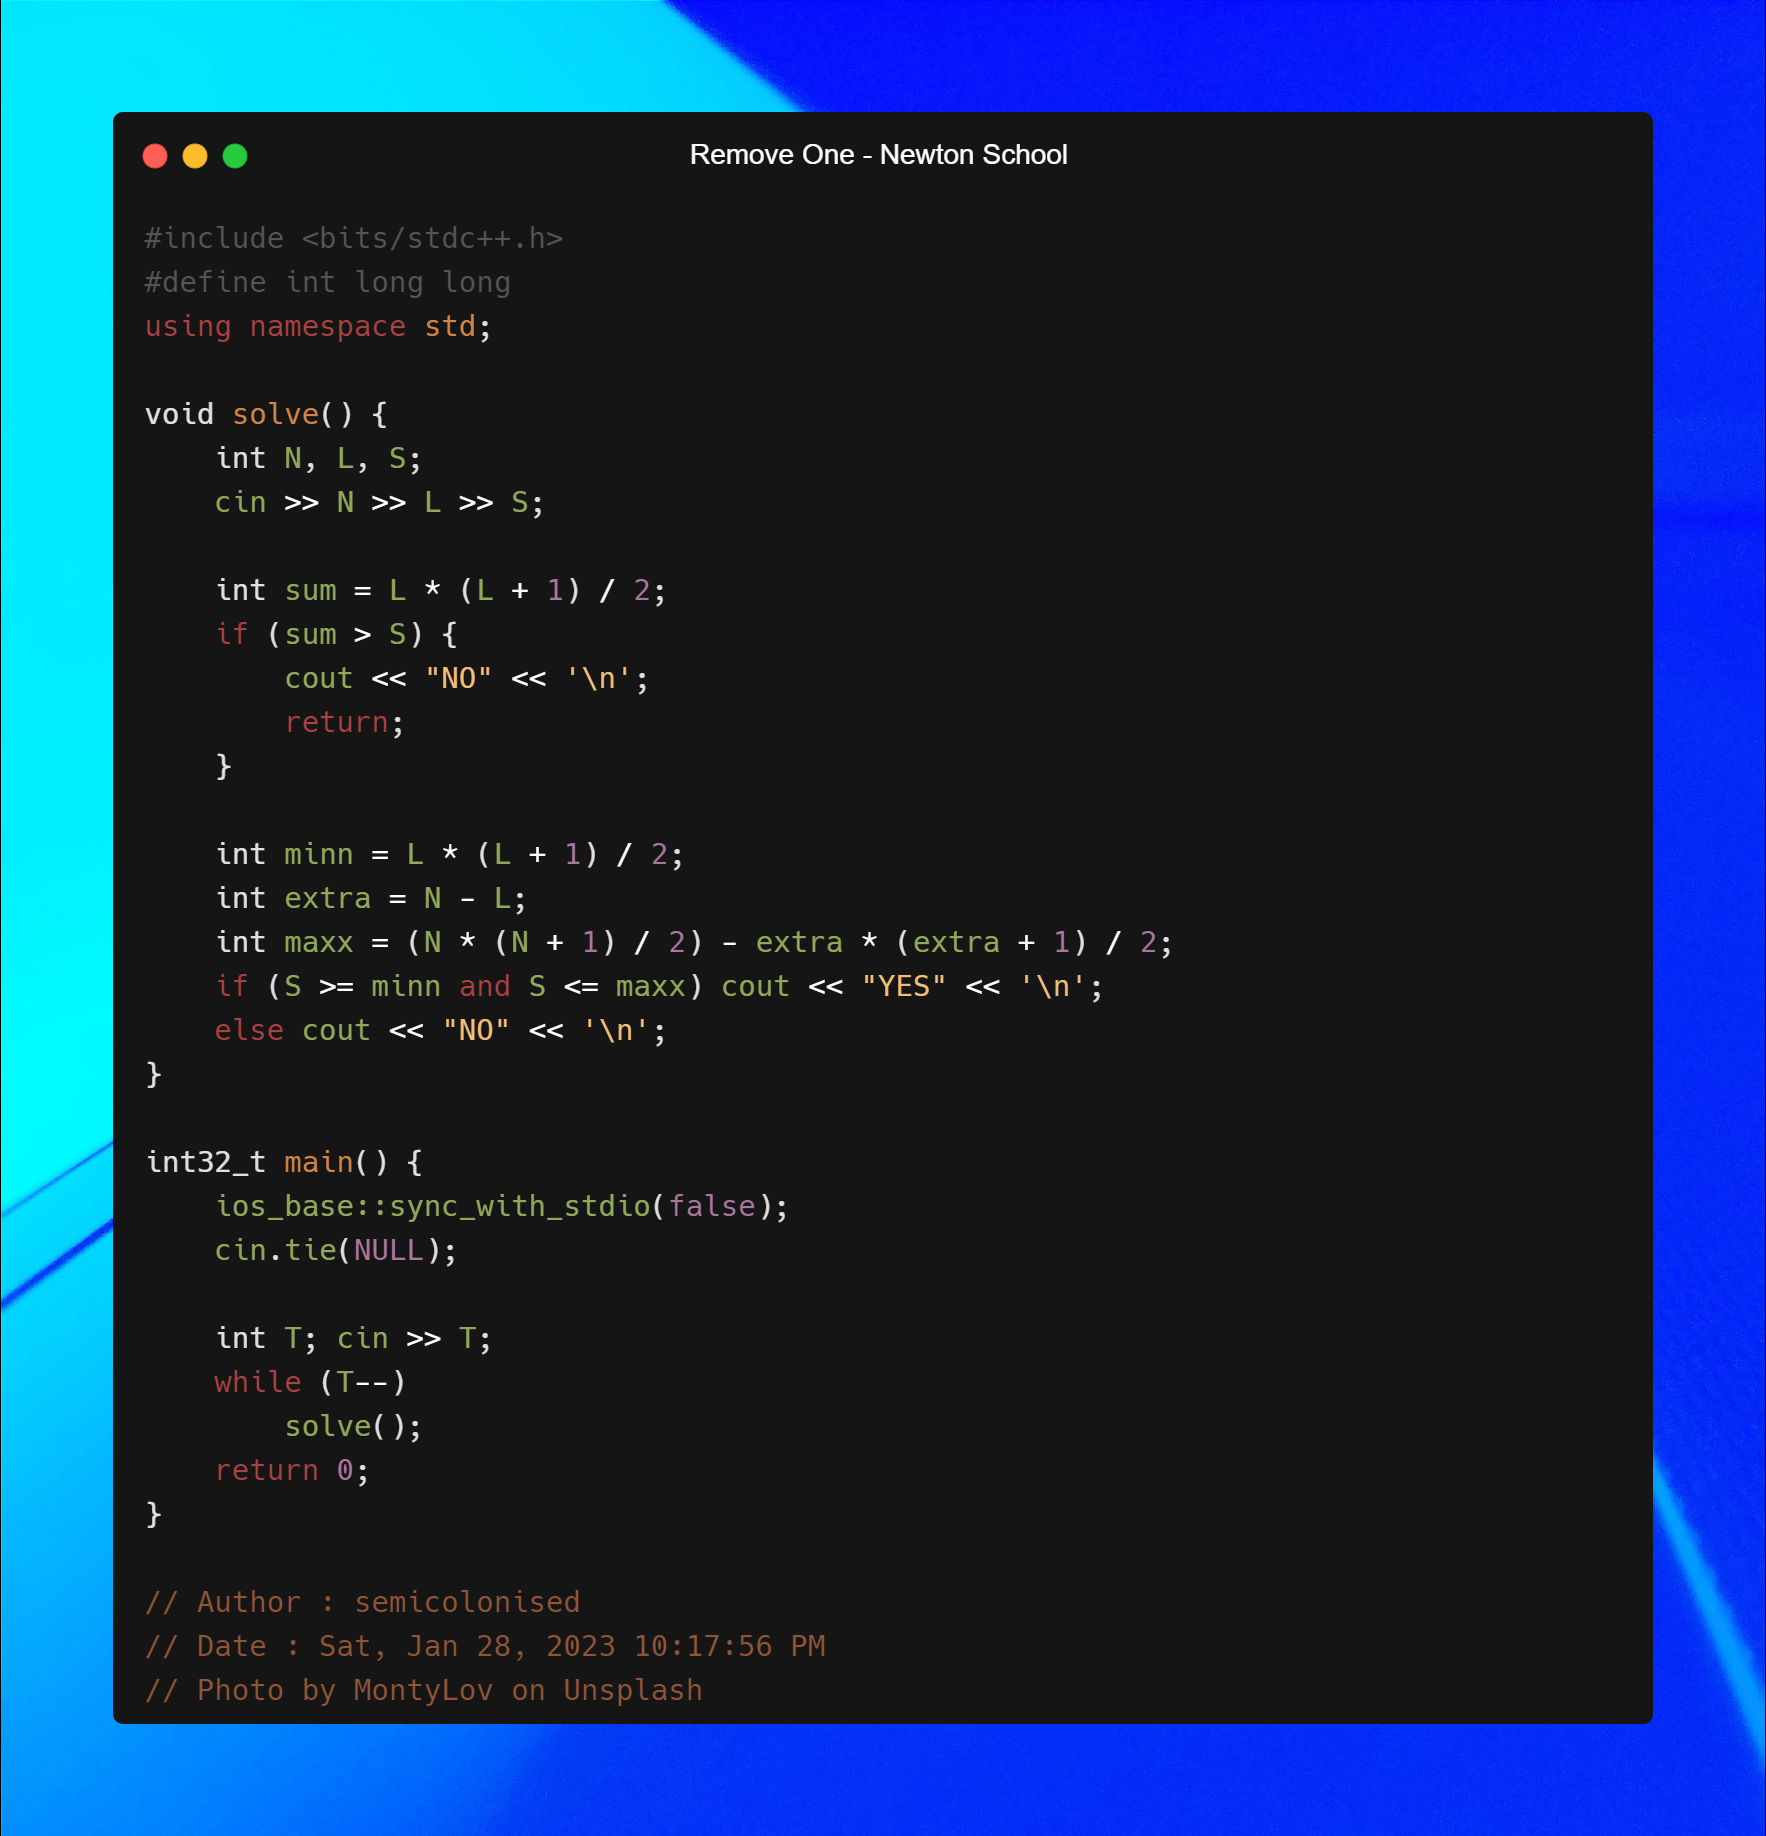 Remove One - Newton School
#include <bits/stdc++.h>
#define int long long
using namespace std;
void solve() {
    int N, L, S;
    cin >> N >> L >> S;
    int sum = L * (L + 1) / 2;
    if (sum > S) {
        cout << "NO" << '\n';
        return;
    }
    int minn = L * (L + 1) / 2;
    int extra = N - L;
    int maxx = (N * (N + 1) / 2) - extra * (extra + 1) / 2;
    if (S >= minn and S <= maxx) cout << "YES" << '\n';
    else cout << "NO" << '\n';
}
int32_t main() {
    ios_base::sync_with_stdio(false);
    cin.tie(NULL);
    int T; cin >> T;
    while (T--)
        solve();
    return 0;
}
// Author : semicolonised
// Date : Sat, Jan 28, 2023 10:17:56 PM
// Photo by MontyLov on Unsplash